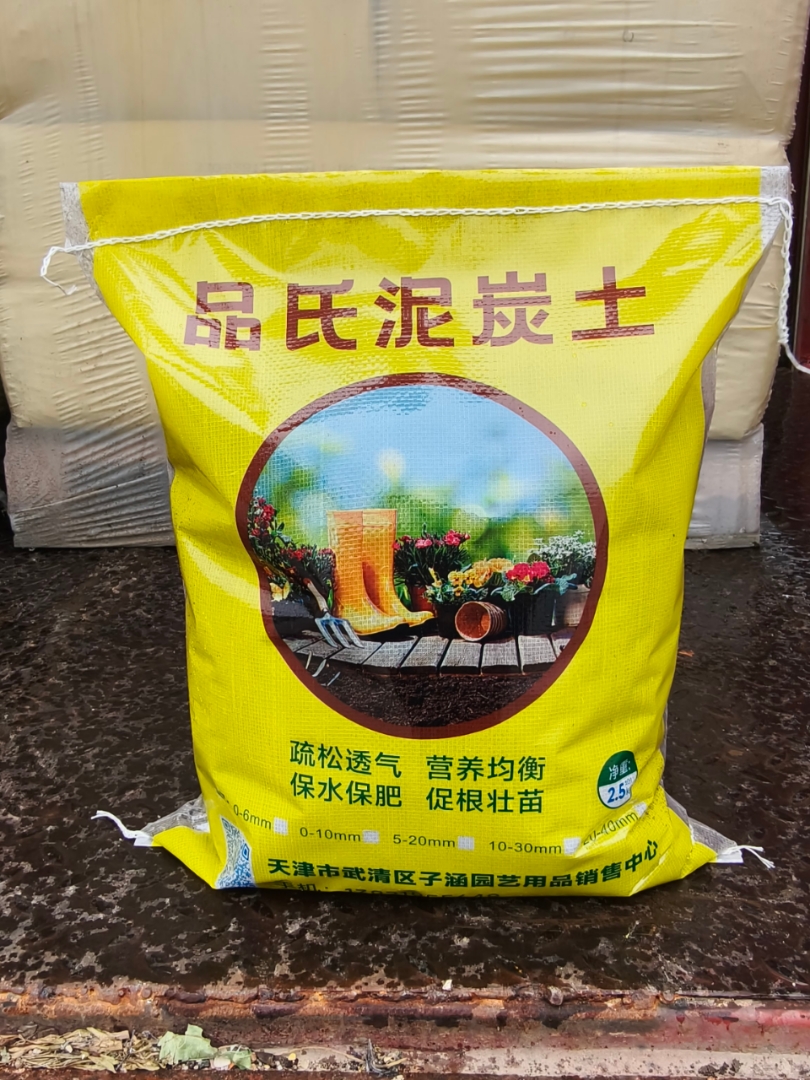 品氏泥炭土
疏松透气 营养均衡
保水保肥 促根壮苗
净重:
2.5
0-6mm 0-10mm 5-20mm 10-30mm 20-40mm
天津市武清区子涵园艺用品销售中心